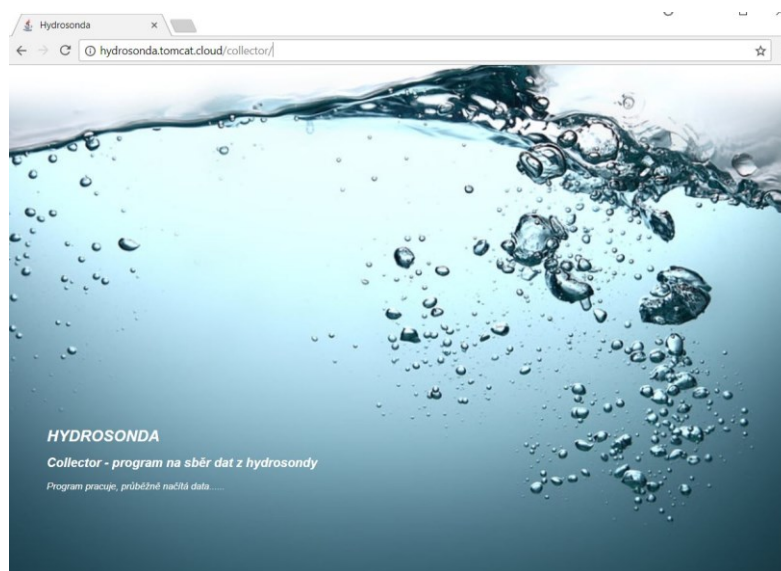 Hydrosonda
hydrosonda.tomcat.cloud/collector/
HYDROSONDA
Collector - program na sběr dat z hydrosondy
Program pracuje, průběžně načítá data......